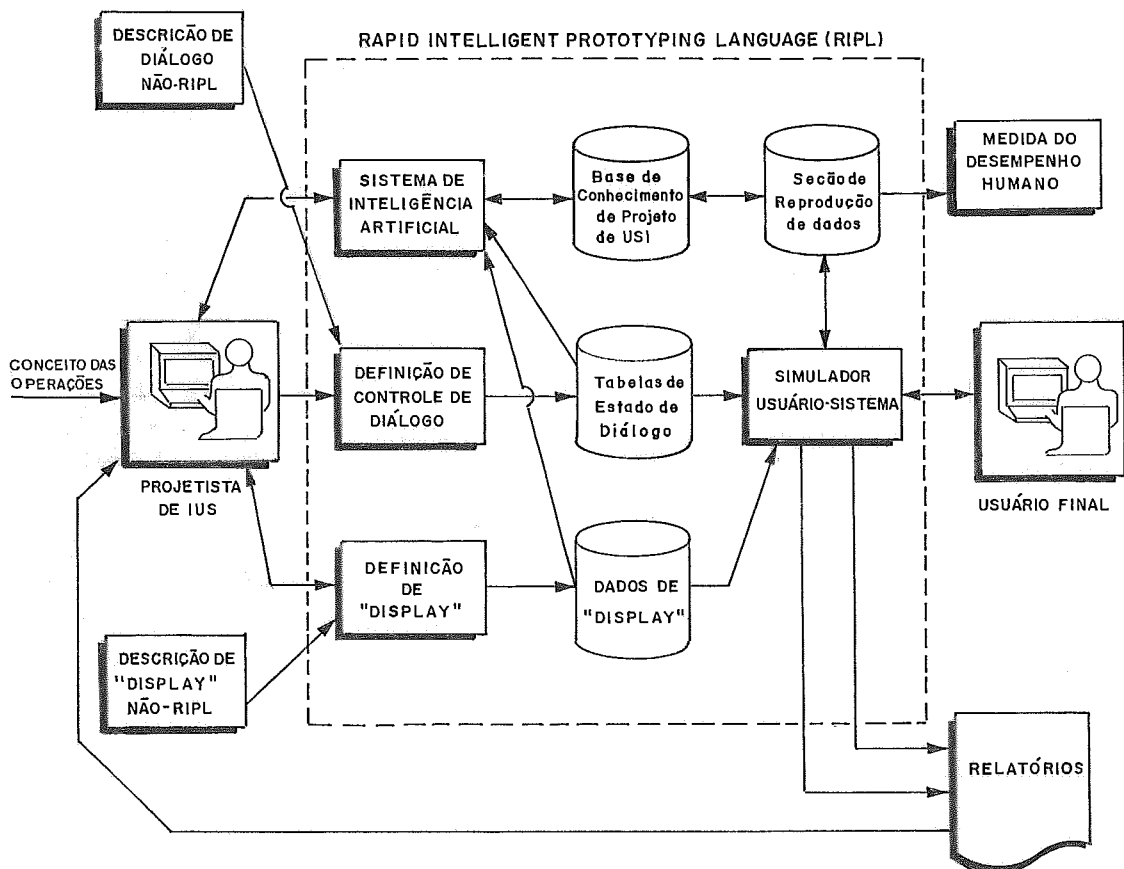 DESCRIÇÃO DE
DIÁLOGO
NÃO-RIPL
RAPID INTELLIGENT PROTOTYPING LANGUAGE (RIPL)
SISTEMA DE
INTELIGÊNCIA
ARTIFICIAL
Base de
Conhecimento
de Projeto
de USI
Secão de
Reprodução
de dados
MEDIDA DO
DESEMPENHO
HUMANO
CONCEITO DAS
OPERAÇÕES
PROJETISTA
DE IUS
DEFINIÇÃO DE
CONTROLE DE
DIÁLOGO
Tabelas de
Estado de
Diálogo
SIMULADOR
USUÁRIO-SISTEMA
USUÁRIO FINAL
DEFINICÃO
DE
"DISPLAY"
DADOS DE
"DISPLAY"
DESCRIÇÃO DE
"DISPLAY"
NÃO-RIPL
RELATÓRIOS